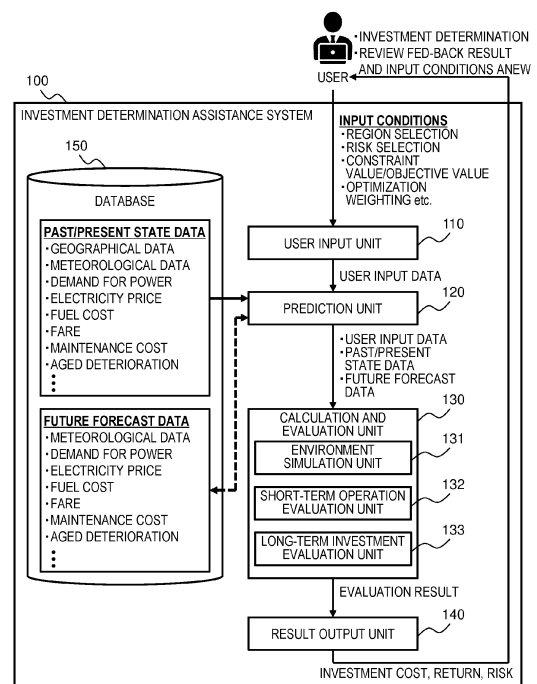 •INVESTMENT DETERMINATION
•REVIEW FED-BACK RESULT
AND INPUT CONDITIONS ANEW
USER
100
INVESTMENT DETERMINATION ASSISTANCE SYSTEM
INPUT CONDITIONS
•REGION SELECTION
•RISK SELECTION
•CONSTRAINT
VALUE/OBJECTIVE VALUE
•OPTIMIZATION
WEIGHTING etc.
150
DATABASE
PAST/PRESENT STATE DATA
•GEOGRAPHICAL DATA
•METEOROLOGICAL DATA
•DEMAND FOR POWER
•ELECTRICITY PRICE
•FUEL COST
•FARE
•MAINTENANCE COST
•AGED DETERIORATION
110
USER INPUT UNIT
USER INPUT DATA
120
PREDICTION UNIT
•USER INPUT DATA
•PAST/PRESENT
STATE DATA
•FUTURE FORECAST
DATA
FUTURE FORECAST DATA
•METEOROLOGICAL DATA
•DEMAND FOR POWER
•ELECTRICITY PRICE
•FUEL COST
•FARE
•MAINTENANCE COST
•AGED DETERIORATION
130
CALCULATION AND
EVALUATION UNIT
131
ENVIRONMENT
SIMULATION UNIT
132
SHORT-TERM OPERATION
EVALUATION UNIT
133
LONG-TERM INVESTMENT
EVALUATION UNIT
EVALUATION RESULT
140
RESULT OUTPUT UNIT
INVESTMENT COST, RETURN, RISK